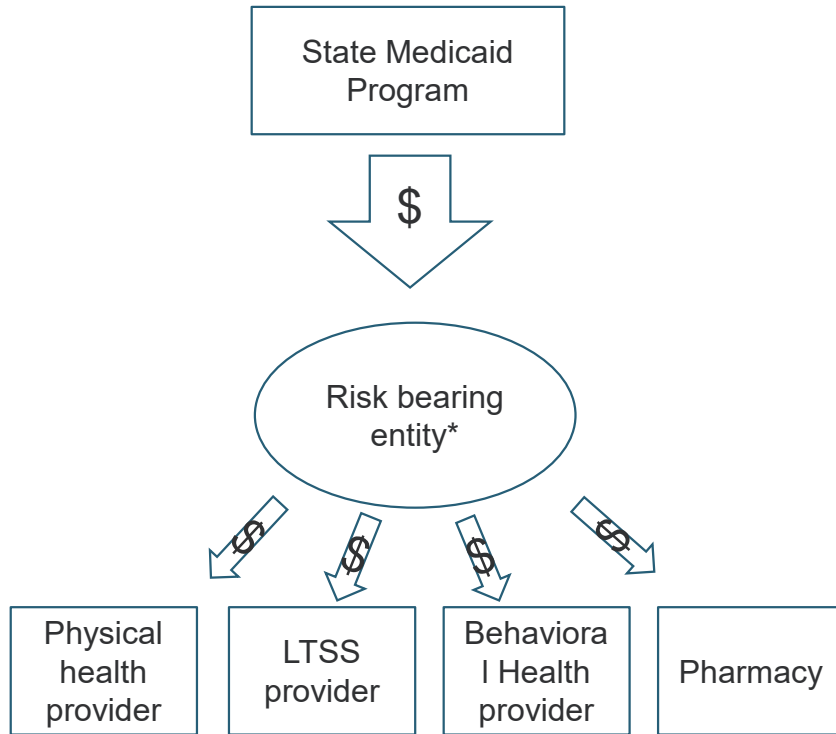 State Medicaid
Program
$
Risk bearing
entity*
$
$
$
$
Physical
health
provider
LTSS
provider
Behaviora
l Health
provider
Pharmacy